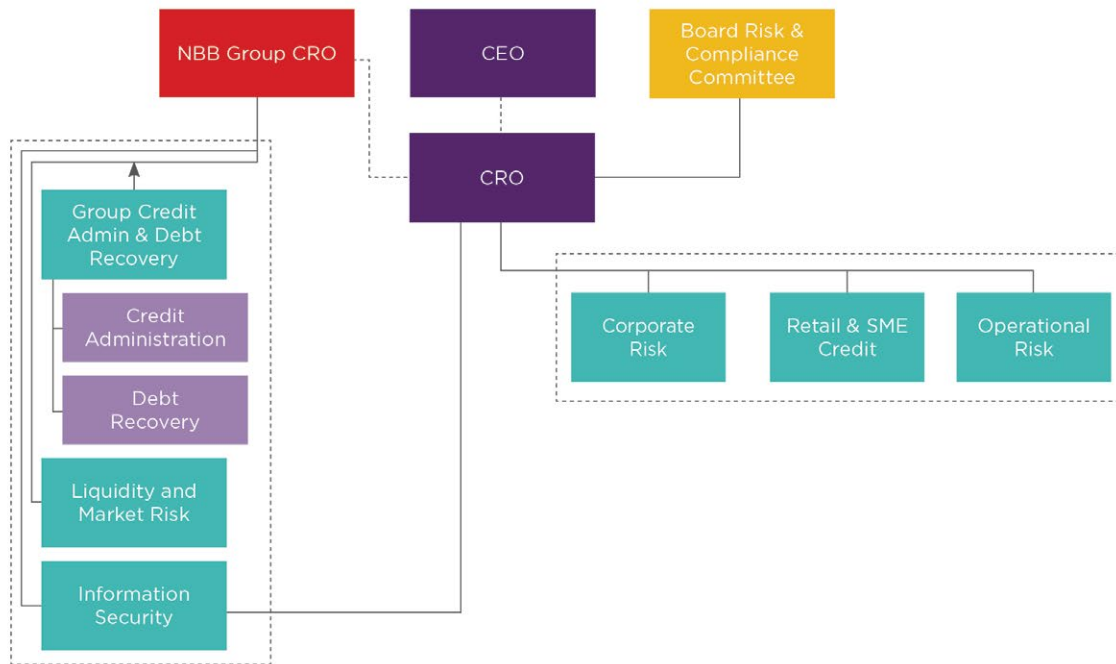 NBB Group CRO
CEO
Board Risk &
Compliance
Committee
CRO
Group Credit
Admin & Debt
Recovery
Credit
Administration
Debt
Recovery
Liquidity and
Market Risk
Information
Security
Corporate
Risk
Retail & SME
Credit
Operational
Risk